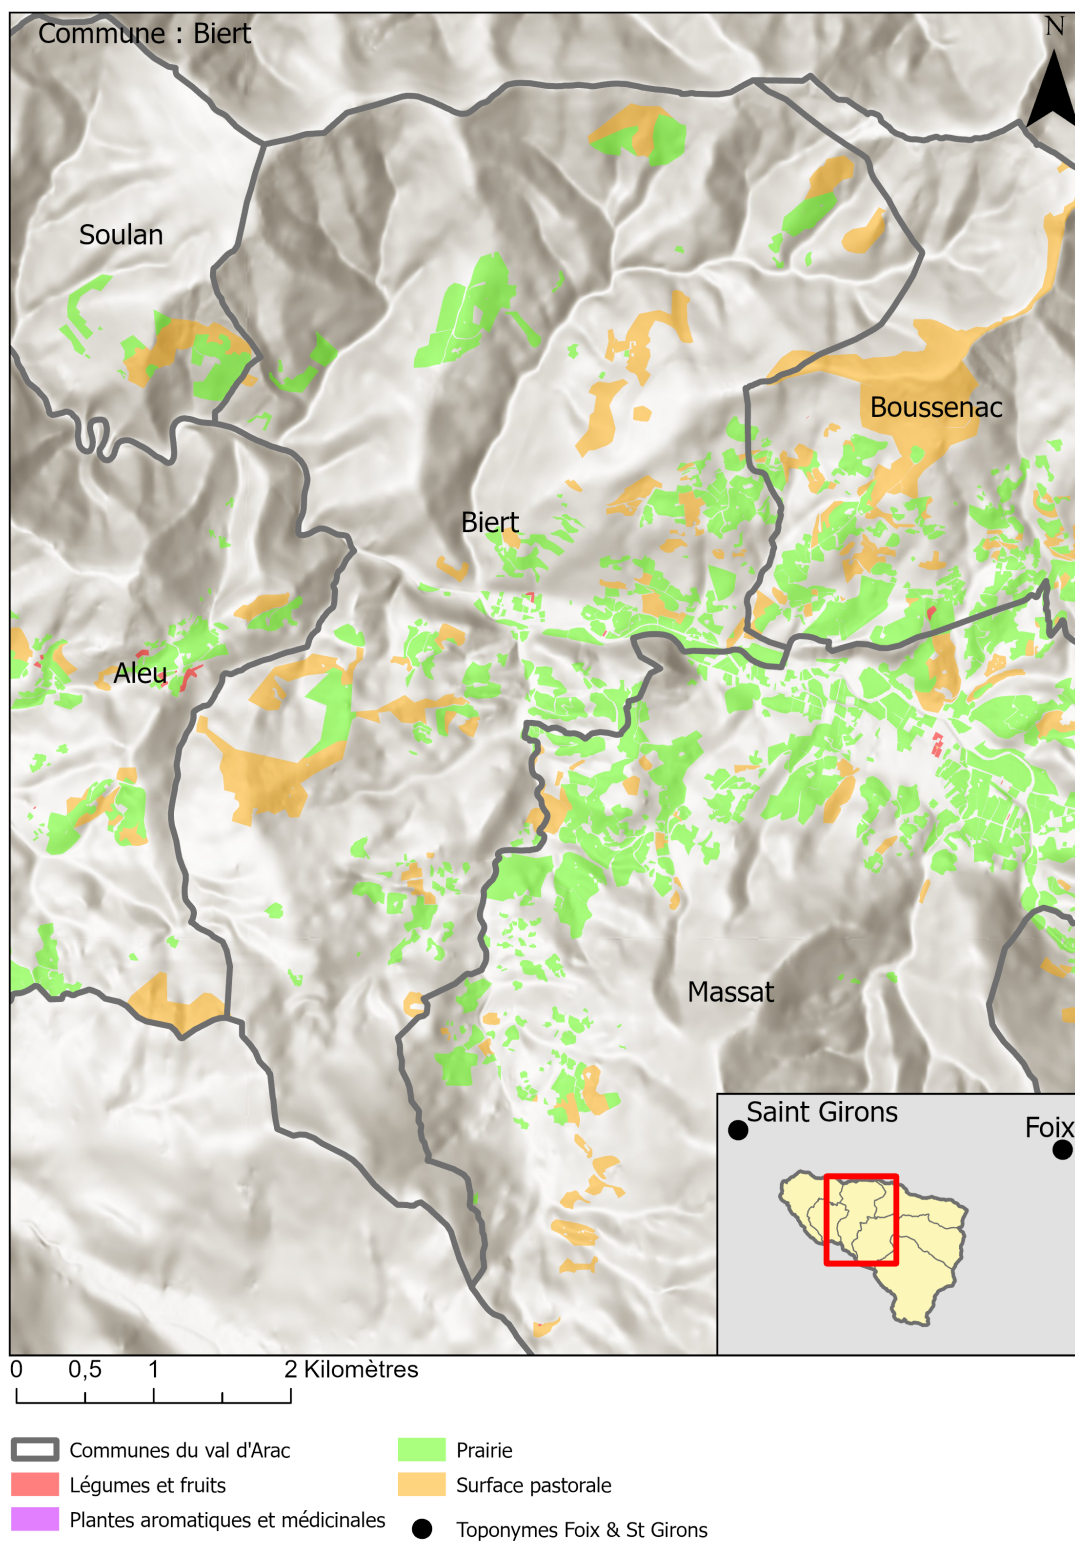 Commune : Biert
N
Soulan
Boussenac
Biert
Aleu
Massat
Saint Girons
Foix
0 0,5 1 2 Kilomètres
Communes du val d'Arac
Légumes et fruits
Plantes aromatiques et médicinales
Prairie
Surface pastorale
Toponymes Foix & St Girons